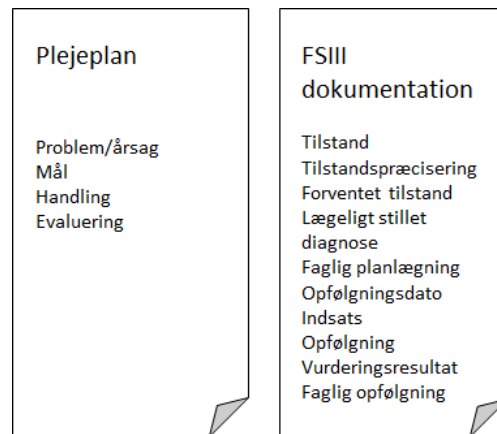 Plejeplan
Problem/årsag
Mål
Handling
Evaluering
FSIII
dokumentation
Tilstand
Tilstandspræcisering
Forventet tilstand
Lægeligt stillet
diagnose
Faglig planlægning
Opfølgningsdato
Indsats
Opfølgning
Vurderingsresultat
Faglig opfølgning